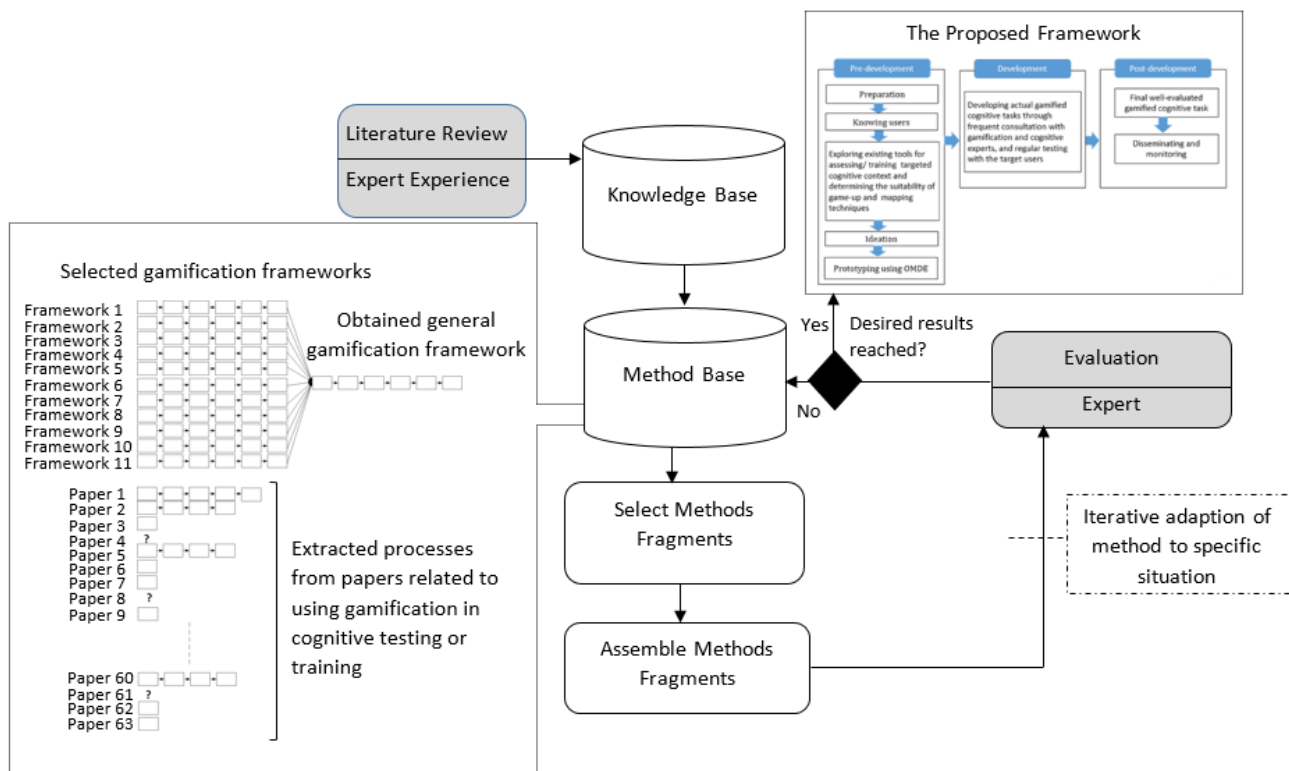 The Proposed Framework
Pre-development
Preparation
Knowing users
Exploring existing tools for
assessing/ training targeted
cognitive context and
determining the suitability of
game-up and mapping
techniques
Ideation
Prototyping using OMDE
Development
Developing actual gamified
cognitive tasks through
frequent consultation with
gamification and cognitive
experts, and regular testing
with the target users
Post-development
Final well-evaluated
gamified cognitive task
Disseminating and
monitoring
Literature Review
Expert Experience
Knowledge Base
Selected gamification frameworks
Framework 1
Framework 2
Framework 3
Framework 4
Framework 5
Framework 6
Framework 7
Framework 8
Framework 9
Framework 10
Framework 11
Obtained general
gamification framework
Method Base
Yes
Desired results
reached?
No
Evaluation
Expert
Paper 1
Paper 2
Paper 3
Paper 4 ?
Paper 5
Paper 6
Paper 7
Paper 8 ?
Paper 9
Paper 60
Paper 61 ?
Paper 62
Paper 63
Extracted processes
from papers related to
using gamification in
cognitive testing or
training
Select Methods
Fragments
Assemble Methods
Fragments
Iterative adaption of
method to specific
situation